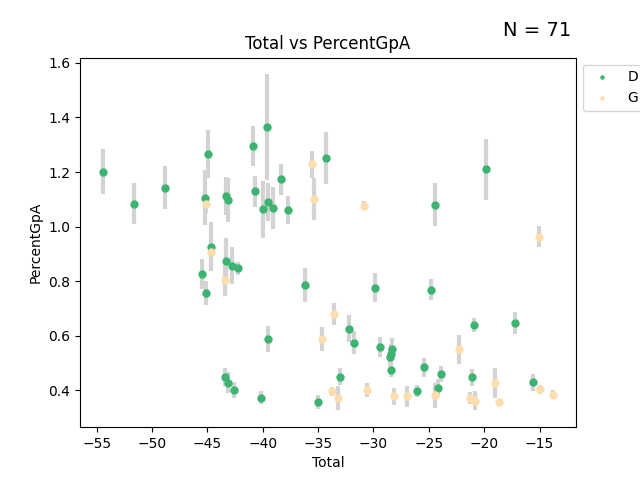 N = 71
Total vs PercentGpA
D
G
PercentGpA
1.6
1.4
1.2
1.0
0.8
0.6
0.4
−55 −50 −45 −40 −35 −30 −25 −20 −15
Total